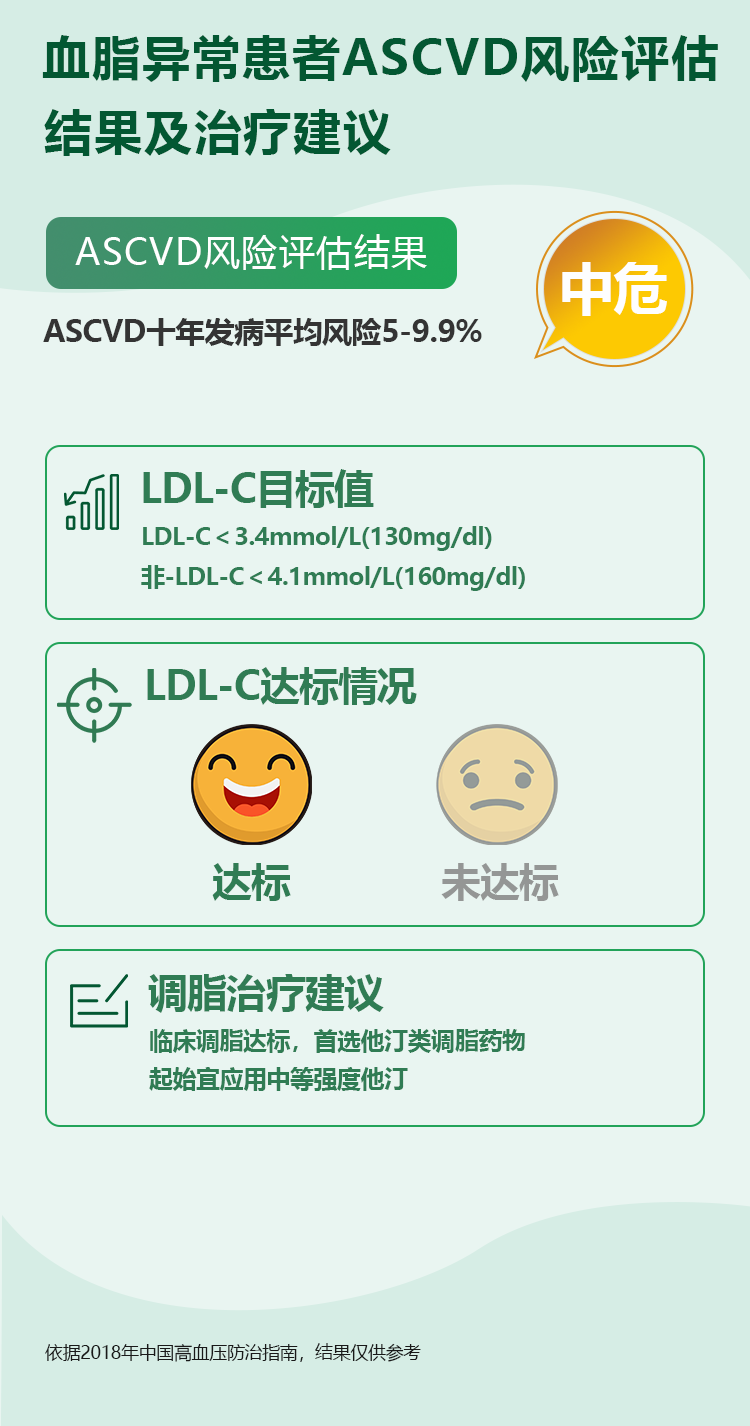 血脂异常患者ASCVD风险评估
结果及治疗建议
ASCVD风险评估结果
中危
ASCVD十年发病平均风险5-9.9%
LDL-C目标值
LDL-C＜3.4mmol/L(130mg/dl)
非-LDL-C＜4.1mmol/L(160mg/dl)
LDL-C达标情况
达标
未达标
调脂治疗建议
临床调脂达标，首选他汀类调脂药物
起始宜应用中等强度他汀
依据2018年中国高血压防治指南，结果仅供参考